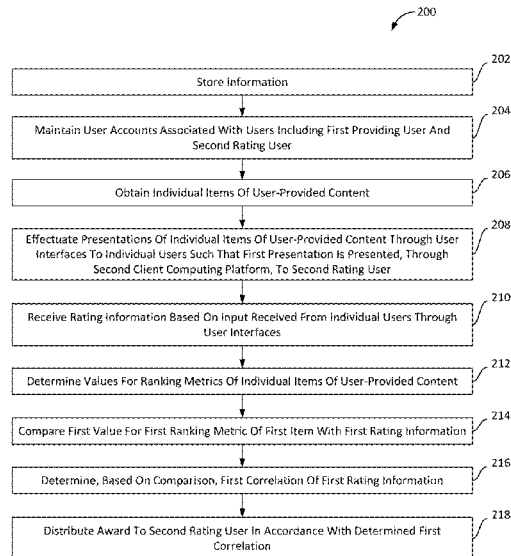 200
202
Store Information
204
Maintain User Accounts Associated With Users Including First Providing User And
Second Rating User
206
Obtain Individual Items Of User-Provided Content
208
Effectuate Presentations Of Individual Items Of User-Provided Content Through User
Interfaces To Individual Users Such That First Presentation Is Presented, Through
Second Client Computing Platform, To Second Rating User
210
Receive Rating Information Based On Input Received From Individual Users Through
User Interfaces
212
Determine Values For Ranking Metrics Of Individual Items Of User-Provided Content
214
Compare First Value For First Ranking Metric Of First Item With First Rating Information
216
Determine, Based On Comparison, First Correlation Of First Rating Information
218
Distribute Award To Second Rating User In Accordance With Determined First
Correlation